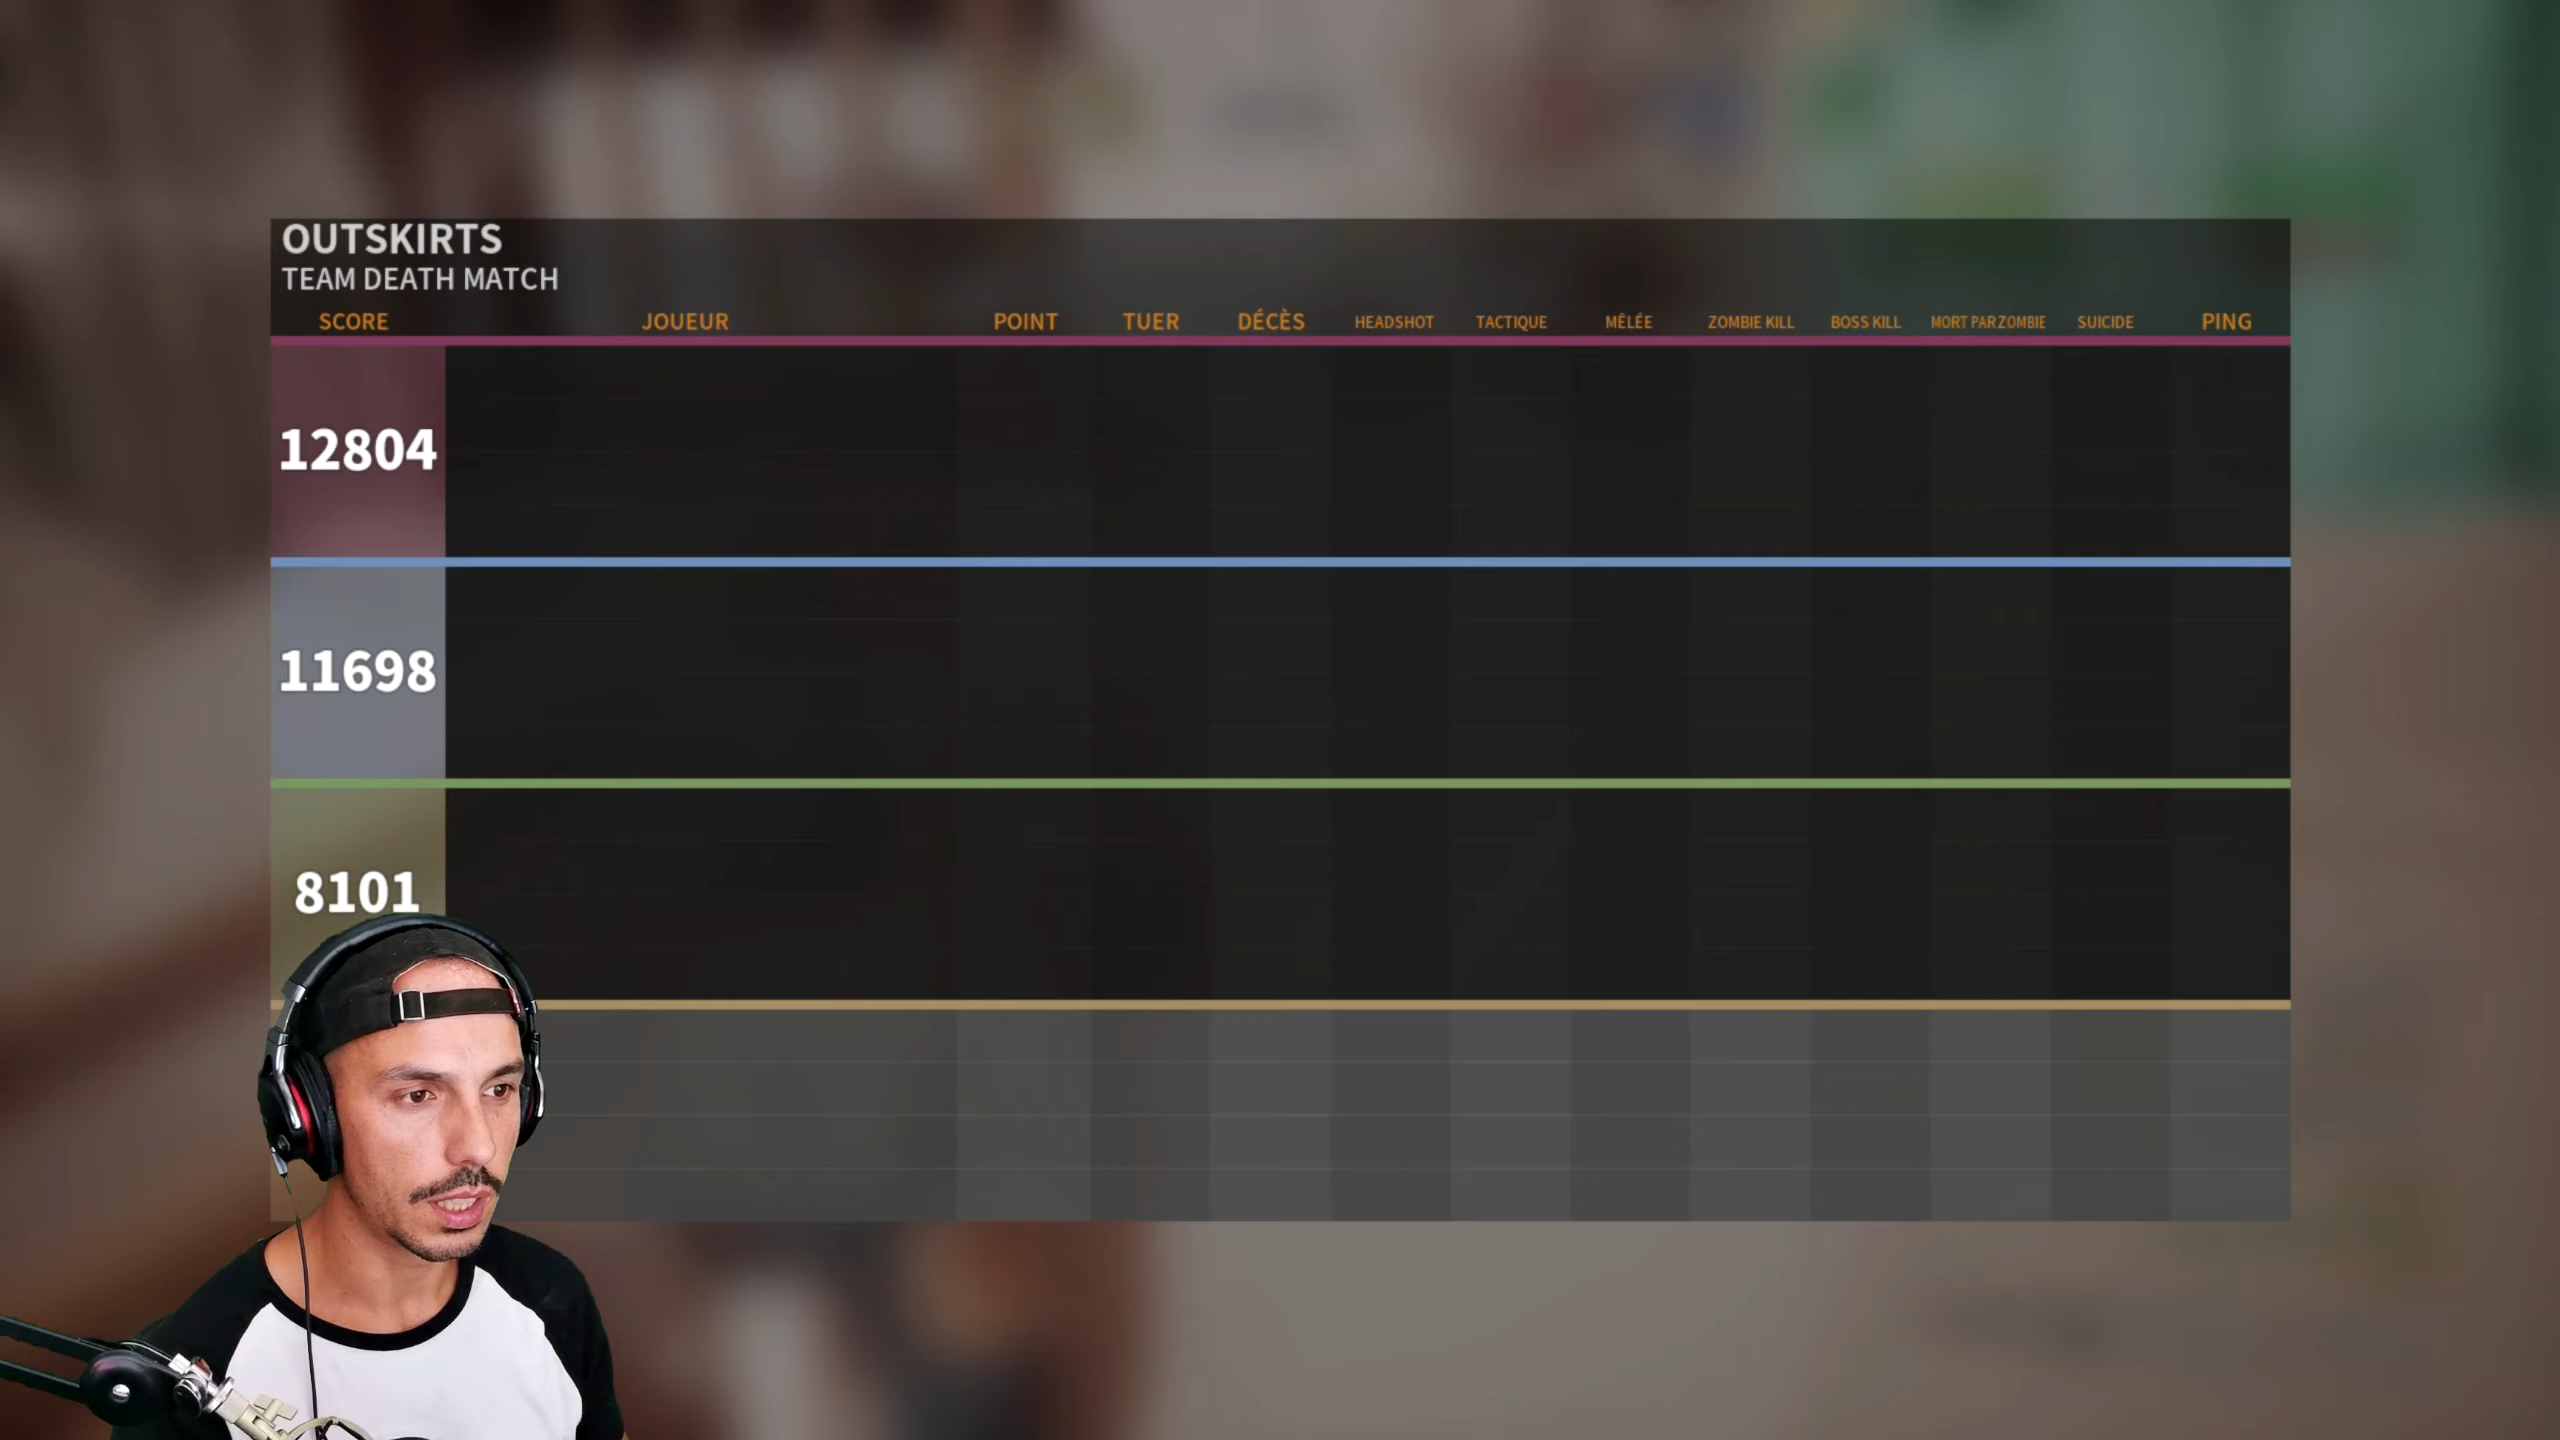 OUTSKIRTS
TEAM DEATH MATCH
SCORE JOUEUR POINT TUER DÉCÈS HEADSHOT TACTIQUE MÊLÉE ZOMBIE KILL BOSS KILL MORT PAR ZOMBIE SUICIDE PING
12804
11698
8101